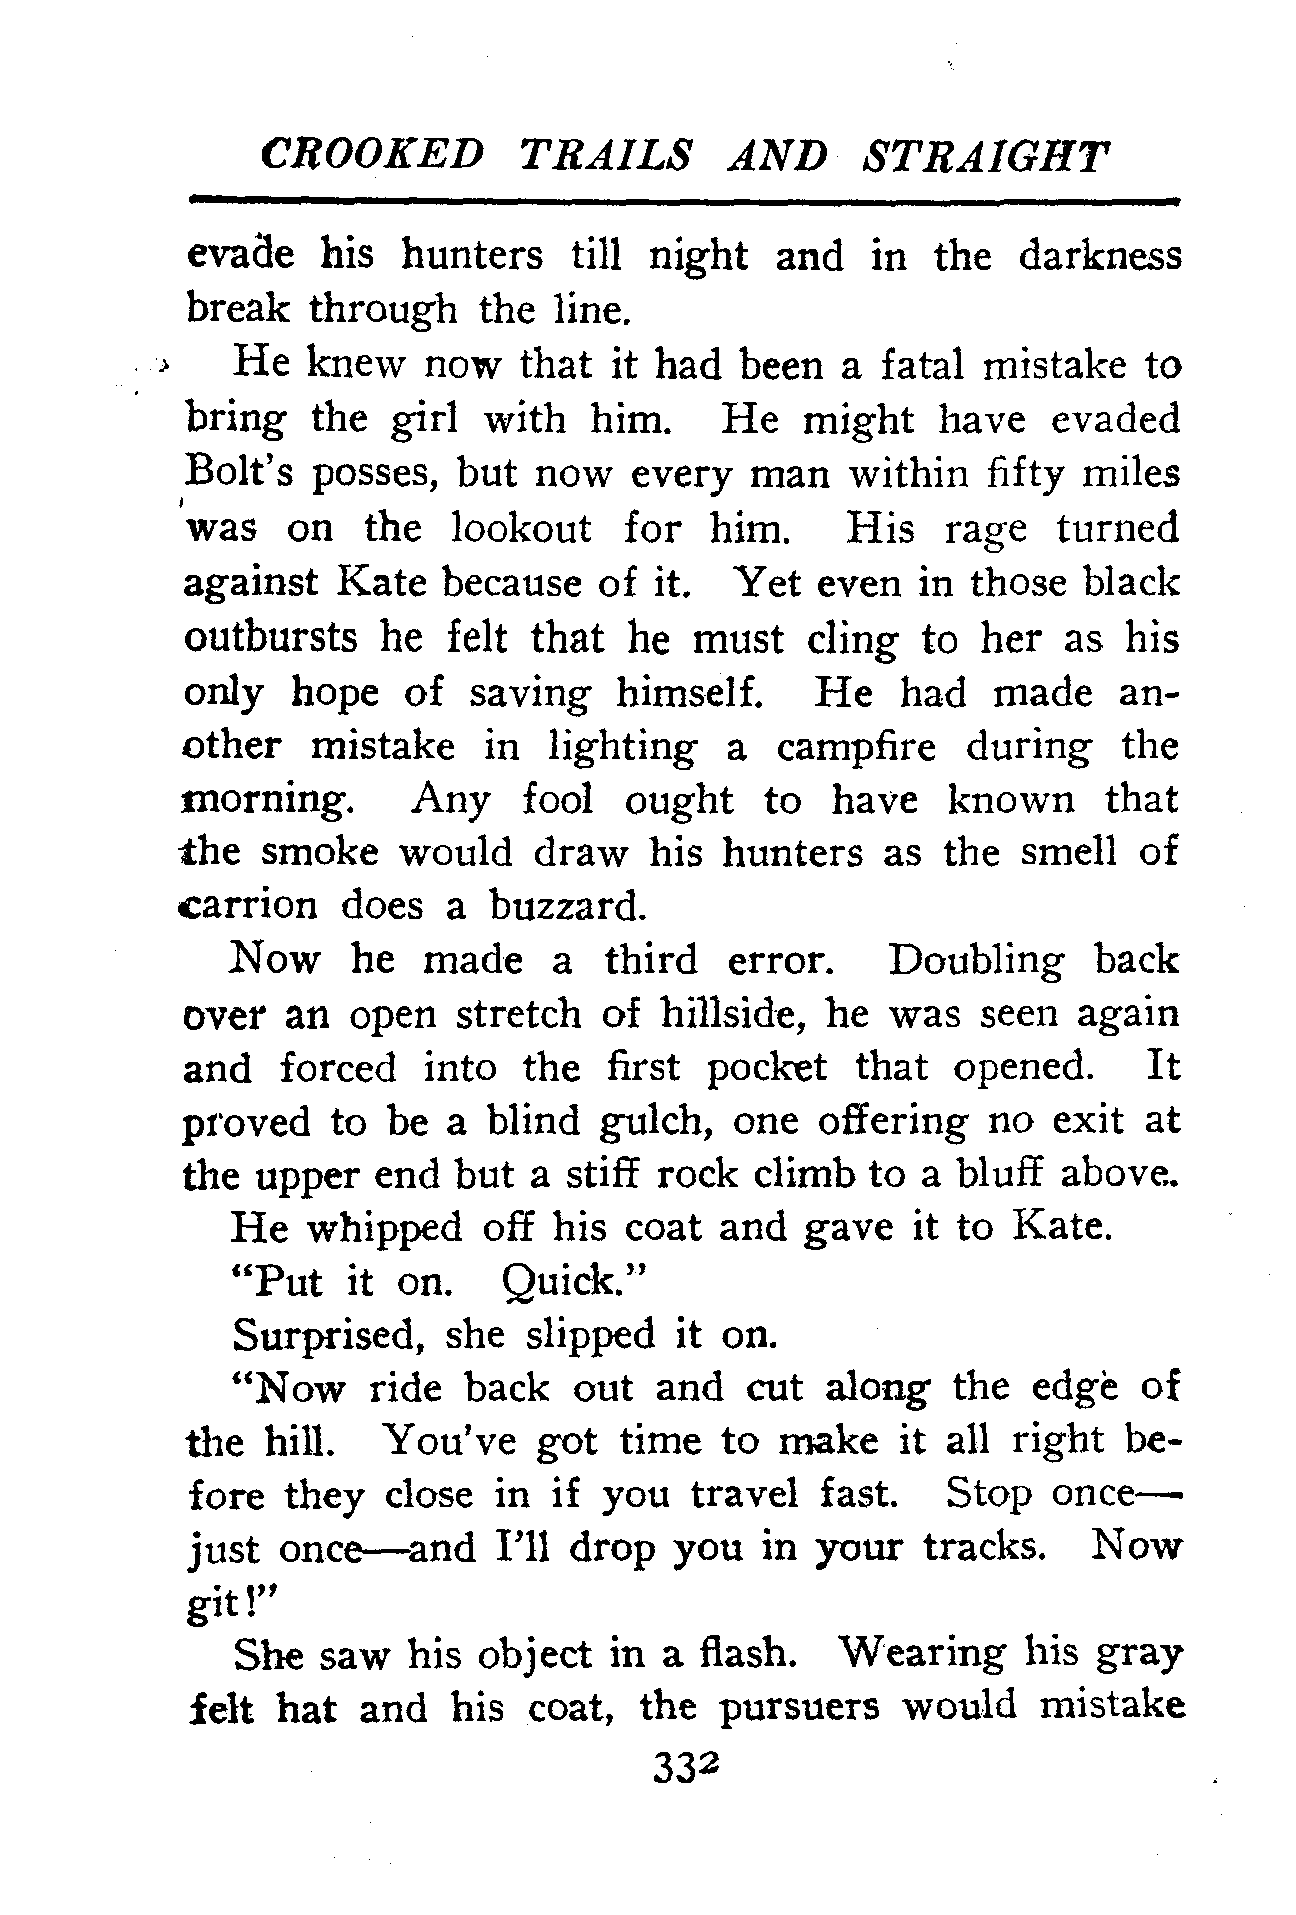 CROOKED TRAILS AND STRAIGHT
evade his hunters till night and in the darkness
break through the line.
He knew now that it had been a fatal mistake to
bring the girl with him. He might have evaded
Bolt's posses, but now every man within fifty miles
was on the lookout for him. His rage turned
against Kate because of it. Yet even in those black
outbursts he felt that he must cling to her as his
only hope of saving himself. He had made an-
other mistake in lighting a campfire during the
morning. Any fool ought to have known that
the smoke would draw his hunters as the smell of
carrion does a buzzard.
Now he made a third error. Doubling back
over an open stretch of hillside, he was seen again
and forced into the first pocket that opened. It
proved to be a blind gulch, one offering no exit at
the upper end but a stiff rock climb to a bluff above.
He whipped off his coat and gave it to Kate.
“Put it on. Quick.”
Surprised, she slipped it on.
“Now ride back out and cut along the edge of
the hill. You've got time to make it all right be-
fore they close in if you travel fast. Stop once—
just once—and I'll drop you in your tracks. Now
git!”
She saw his object in a flash. Wearing his gray
felt hat and his coat, the pursuers would mistake
332